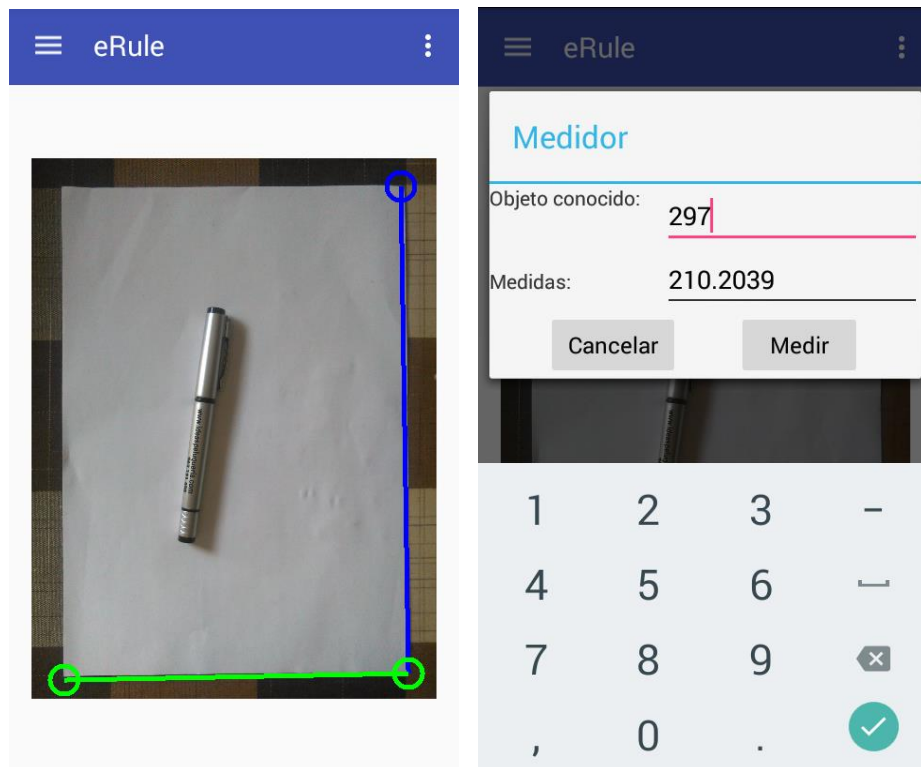 eRule
eRule
Medidor
Objeto conocido:
297
Medidas:
210.2039
Cancelar
Medir
1 2 3 –
4 5 6
7 8 9
, 0 .